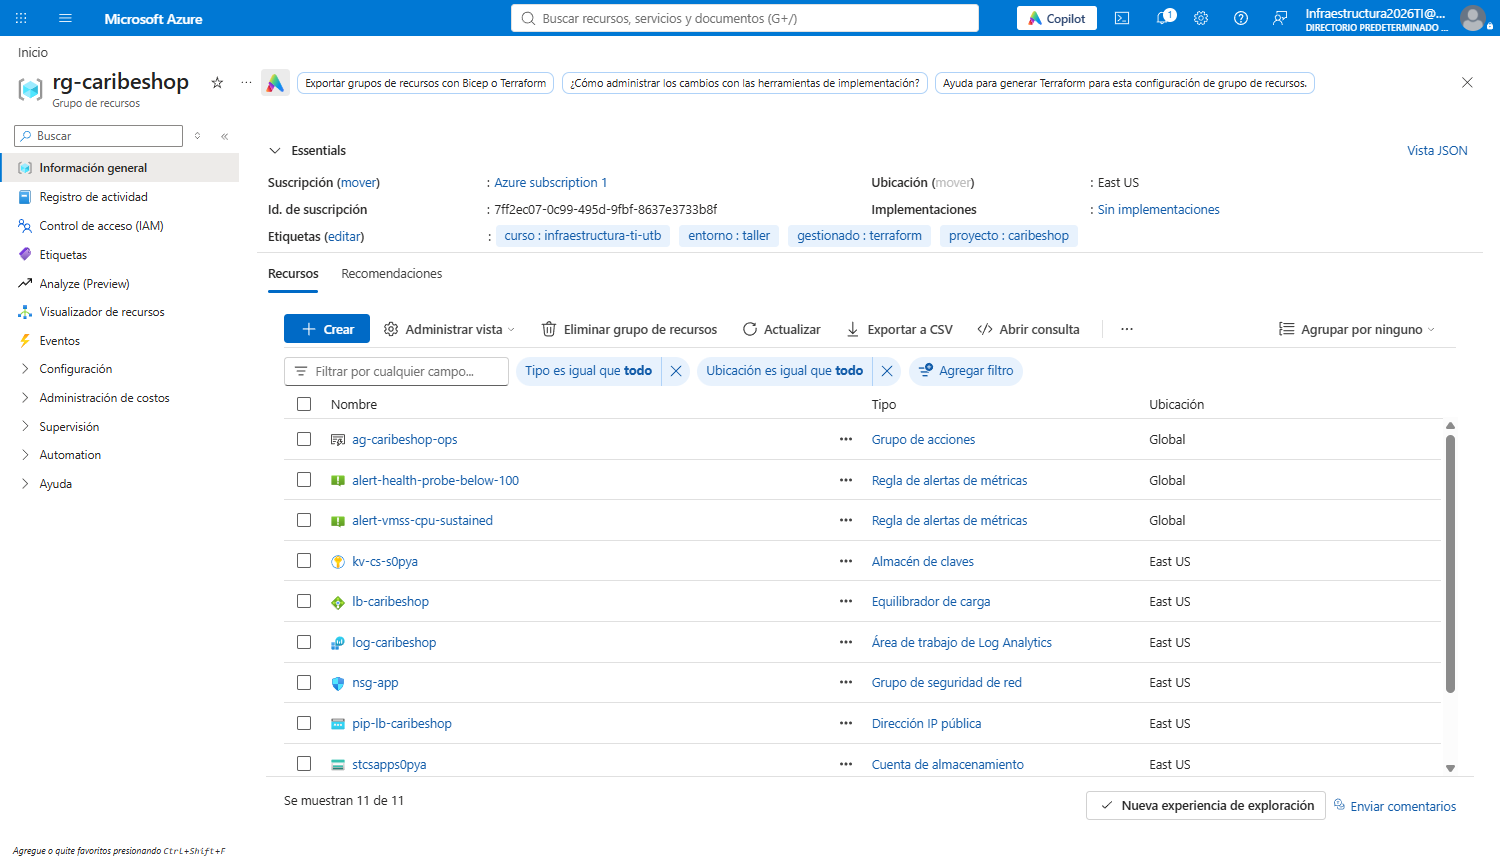 Microsoft Azure
Buscar recursos, servicios y documentos (G+/)
Copilot
1
Infraestructura2026TI@...
DIRECTORIO PREDETERMINADO ...
Inicio
rg-caribeshop
Grupo de recursos
Exportar grupos de recursos con Bicep o Terraform
¿Cómo administrar los cambios con las herramientas de implementación?
Ayuda para generar Terraform para esta configuración de grupo de recursos.
Buscar
Información general
Registro de actividad
Control de acceso (IAM)
Etiquetas
Analyze (Preview)
Visualizador de recursos
Eventos
Configuración
Administración de costos
Supervisión
Automation
Ayuda
Essentials
Vista JSON
Suscripción (mover) : Azure subscription 1
Ubicación (mover) : East US
Id. de suscripción : 7ff2ec07-0c99-495d-9fbf-8637e3733b8f
Implementaciones : Sin implementaciones
Etiquetas (editar) : curso : infraestructura-ti-utb entorno : taller gestionado : terraform proyecto : caribeshop
Recursos Recomendaciones
Crear Administrar vista Eliminar grupo de recursos Actualizar Exportar a CSV Abrir consulta ... Agrupar por ninguno
Filtrar por cualquier campo... Tipo es igual que todo Ubicación es igual que todo Agregar filtro
Nombre Tipo Ubicación
ag-caribeshop-ops ... Grupo de acciones Global
alert-health-probe-below-100 ... Regla de alertas de métricas Global
alert-vmss-cpu-sustained ... Regla de alertas de métricas Global
kv-cs-s0pya ... Almacén de claves East US
lb-caribeshop ... Equilibrador de carga East US
log-caribeshop ... Área de trabajo de Log Analytics East US
nsg-app ... Grupo de seguridad de red East US
pip-lb-caribeshop ... Dirección IP pública East US
stcsapps0pya ... Cuenta de almacenamiento East US
Se muestran 11 de 11
Nueva experiencia de exploración
Enviar comentarios
Agregue o quite favoritos presionando Ctrl+Shift+F